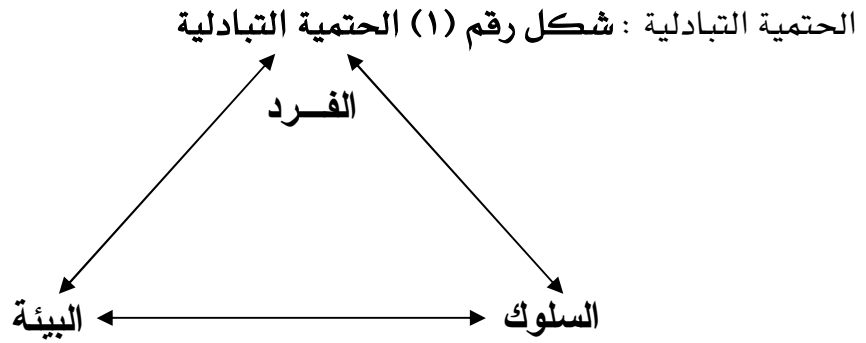 الحتمية التبادلية : شكل رقم (١) الحتمية التبادلية
الفــرد
السلوك
البيئة